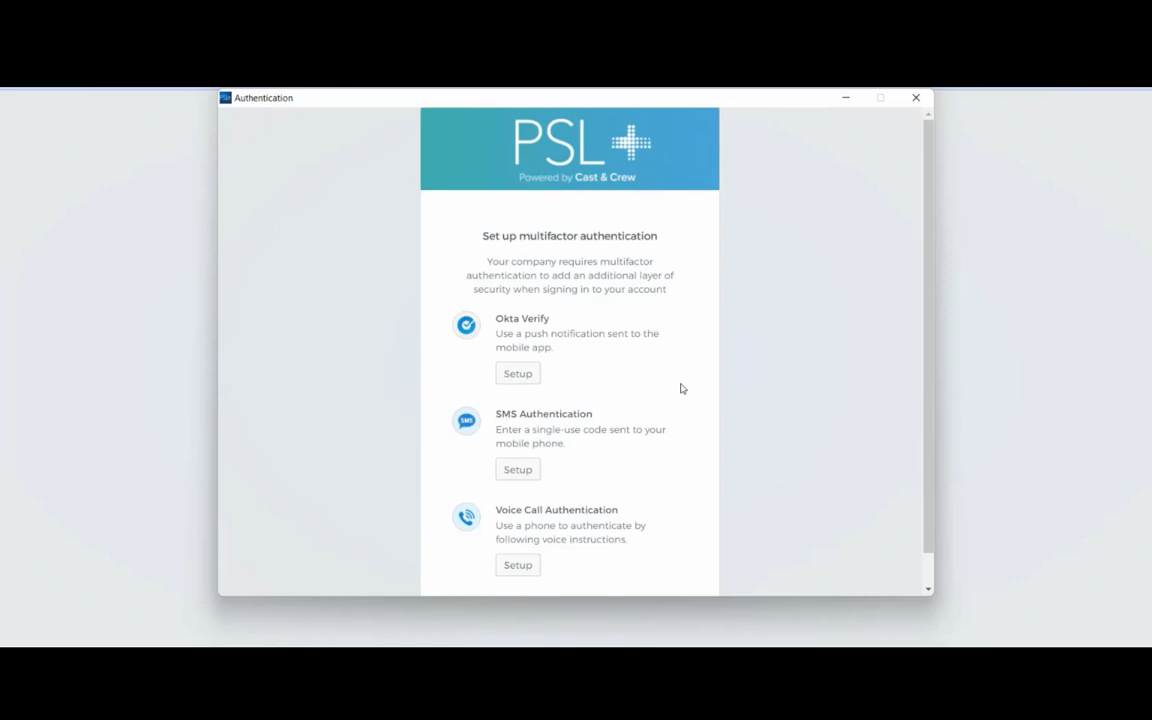 Authentication
PSL
Powered by Cast & Crew
Set up multifactor authentication
Your company requires multifactor
authentication to add an additional layer of
security when signing in to your account
Okta Verify
Use a push notification sent to the
mobile app.
Setup
SMS
SMS Authentication
Enter a single-use code sent to your
mobile phone.
Setup
Voice Call Authentication
Use a phone to authenticate by
following voice instructions.
Setup